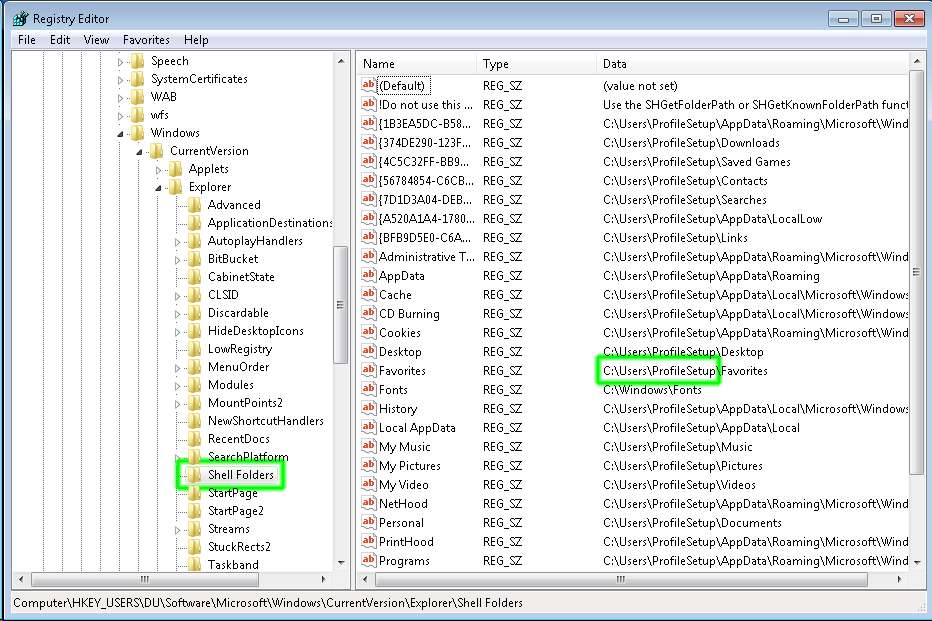 Registry Editor
File Edit View Favorites Help
Speech
SystemCertificates
WAB
wfs
Windows
CurrentVersion
Applets
Explorer
Advanced
ApplicationDestinations
AutoplayHandlers
BitBucket
CabinetState
CLSID
Discardable
HideDesktopIcons
LowRegistry
MenuOrder
Modules
MountPoints2
NewShortcutHandlers
RecentDocs
SearchPlatform
Shell Folders
StartPage
StartPage2
Streams
StuckRects2
Taskband
Name Type Data
(Default) REG_SZ (value not set)
!Do not use this ... REG_SZ Use the SHGetFolderPath or SHGetKnownFolderPath funct
{1B3EA5DC-B58... REG_SZ C:\Users\ProfileSetup\AppData\Roaming\Microsoft\Wind
{374DE290-123F... REG_SZ C:\Users\ProfileSetup\Downloads
{4C5C32FF-BB9... REG_SZ C:\Users\ProfileSetup\Saved Games
{56784854-C6CB... REG_SZ C:\Users\ProfileSetup\Contacts
{7D1D3A04-DEB... REG_SZ C:\Users\ProfileSetup\Searches
{A520A1A4-1780... REG_SZ C:\Users\ProfileSetup\AppData\LocalLow
{BFB9D5E0-C6A... REG_SZ C:\Users\ProfileSetup\Links
Administrative T... REG_SZ C:\Users\ProfileSetup\AppData\Roaming\Microsoft\Wind
AppData REG_SZ C:\Users\ProfileSetup\AppData\Roaming
Cache REG_SZ C:\Users\ProfileSetup\AppData\Local\Microsoft\Windows
CD Burning REG_SZ C:\Users\ProfileSetup\AppData\Local\Microsoft\Windows
Cookies REG_SZ C:\Users\ProfileSetup\AppData\Roaming\Microsoft\Wind
Desktop REG_SZ C:\Users\ProfileSetup\Desktop
Favorites REG_SZ C:\Users\ProfileSetup\Favorites
Fonts REG_SZ C:\Windows\Fonts
History REG_SZ C:\Users\ProfileSetup\AppData\Local\Microsoft\Windows
Local AppData REG_SZ C:\Users\ProfileSetup\AppData\Local
My Music REG_SZ C:\Users\ProfileSetup\Music
My Pictures REG_SZ C:\Users\ProfileSetup\Pictures
My Video REG_SZ C:\Users\ProfileSetup\Videos
NetHood REG_SZ C:\Users\ProfileSetup\AppData\Roaming\Microsoft\Wind
Personal REG_SZ C:\Users\ProfileSetup\Documents
PrintHood REG_SZ C:\Users\ProfileSetup\AppData\Roaming\Microsoft\Wind
Programs REG_SZ C:\Users\ProfileSetup\AppData\Roaming\Microsoft\Wind
Computer\HKEY_USERS\DU\Software\Microsoft\Windows\CurrentVersion\Explorer\Shell Folders